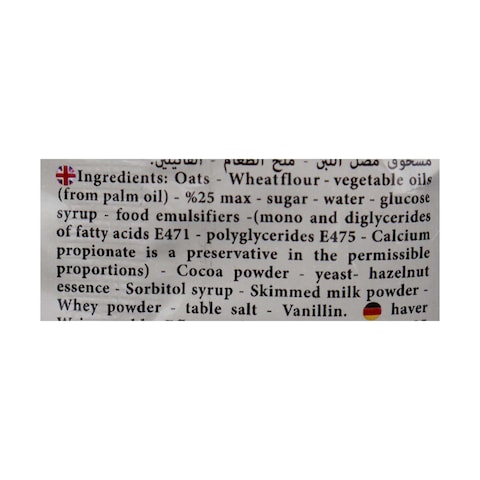 مسحوق مصل اللبن - ملح الطعام - الفانيلين.
Ingredients: Oats - Wheatflour - vegetable oils
(from palm oil) - %25 max - sugar - water - glucose
syrup - food emulsifiers -(mono and diglycerides
of fatty acids E471 - polyglycerides E475 - Calcium
propionate is a preservative in the permissible
proportions) - Cocoa powder - yeast- hazelnut
essence - Sorbitol syrup - Skimmed milk powder -
Whey powder - table salt - Vanillin. haver